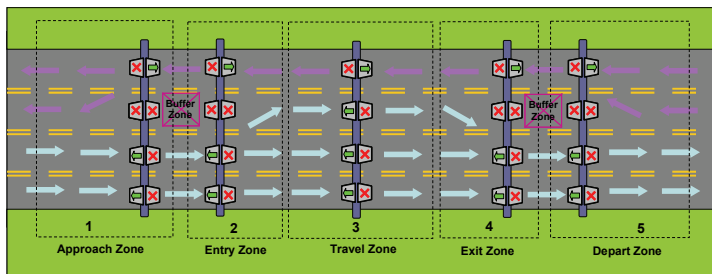 Buffer
Zone
Buffer
Zone
1
2
3
4
5
Approach Zone
Entry Zone
Travel Zone
Exit Zone
Depart Zone